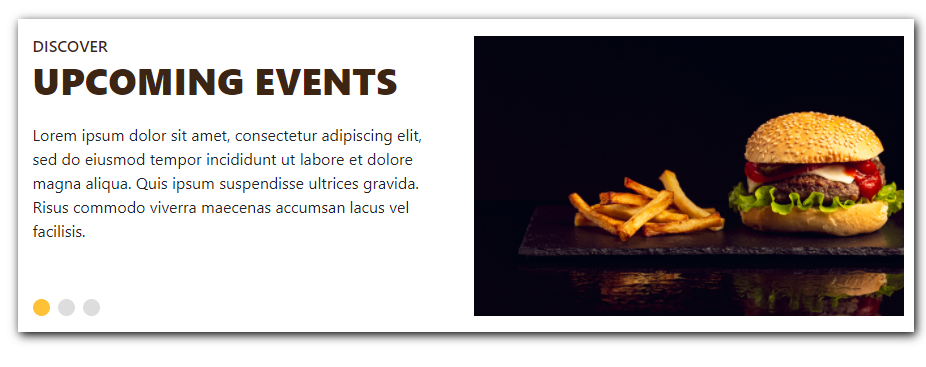 DISCOVER
UPCOMING EVENTS
Lorem ipsum dolor sit amet, consectetur adipiscing elit,
sed do eiusmod tempor incididunt ut labore et dolore
magna aliqua. Quis ipsum suspendisse ultrices gravida.
Risus commodo viverra maecenas accumsan lacus vel
facilisis.